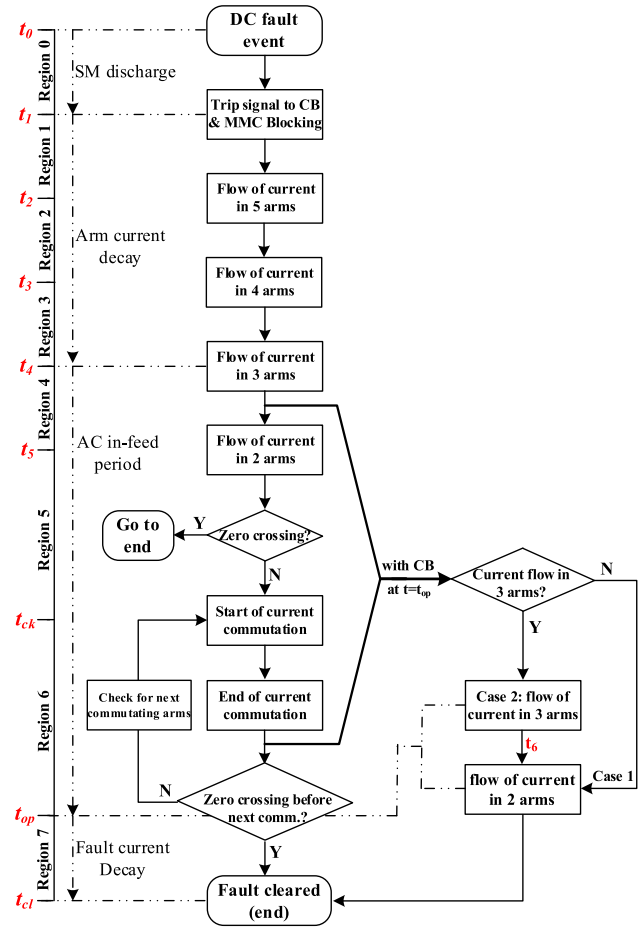 t0
DC fault
event
Region 0
SM discharge
t1
Trip signal to CB
& MMC Blocking
Region 1
t2
Flow of current
in 5 arms
Region 2
Arm current
decay
t3
Flow of current
in 4 arms
Region 3
t4
Flow of current
in 3 arms
Region 4
AC in-feed
period
t5
Flow of current
in 2 arms
Region 5
Go to
end
Y
Zero crossing?
N
with CB
at t=top
Current flow in
3 arms?
N
Y
tck
Start of current
commutation
Region 6
Check for next
commutating arms
End of current
commutation
Case 2: flow of
current in 3 arms
t6
flow of current
in 2 arms
Case 1
N
Zero crossing before
next comm.?
Y
top
Region 7
Fault current
Decay
tcl
Fault cleared
(end)